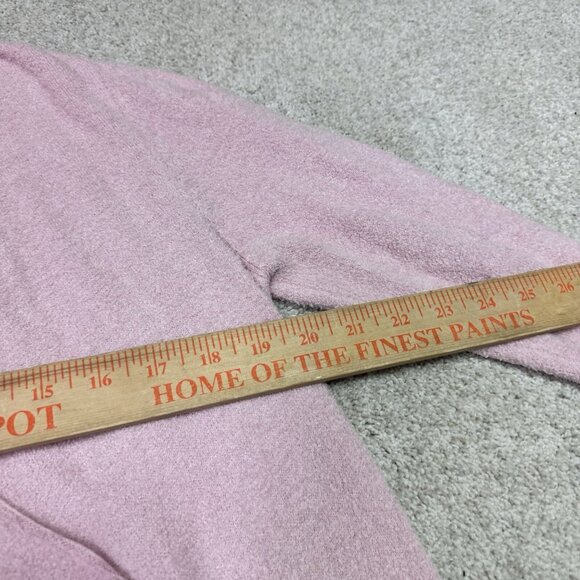 15 16 17 18 19 20 21 22 23 24 25 26
POT HOME OF THE FINEST PAINTS